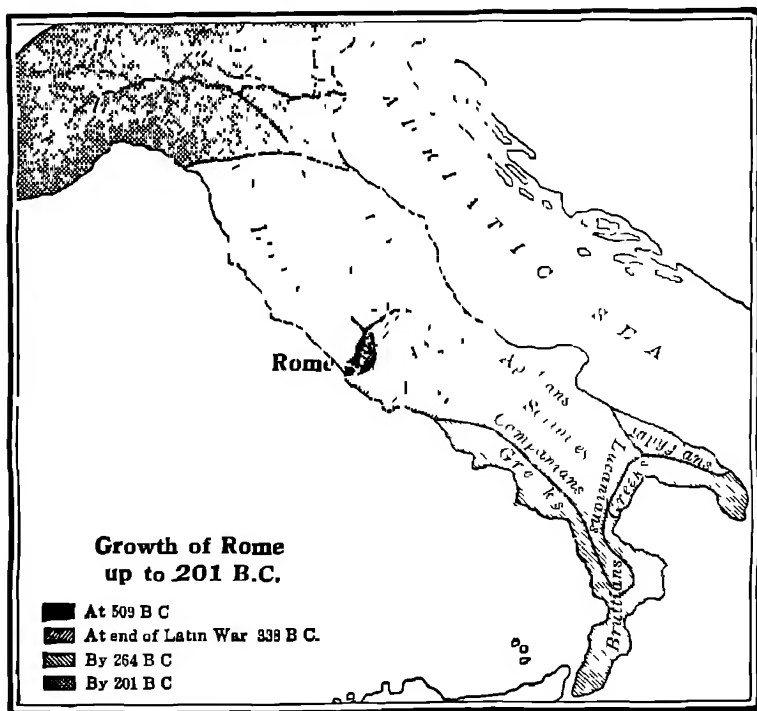 ADRIATIC SEA
Rome
Apulians
Samnites
Campanians
Greeks
Lucanians
Greeks
Bruttians
Growth of Rome
up to 201 B.C.
At 509 B C
At end of Latin War 338 B.C.
By 264 B C
By 201 B C